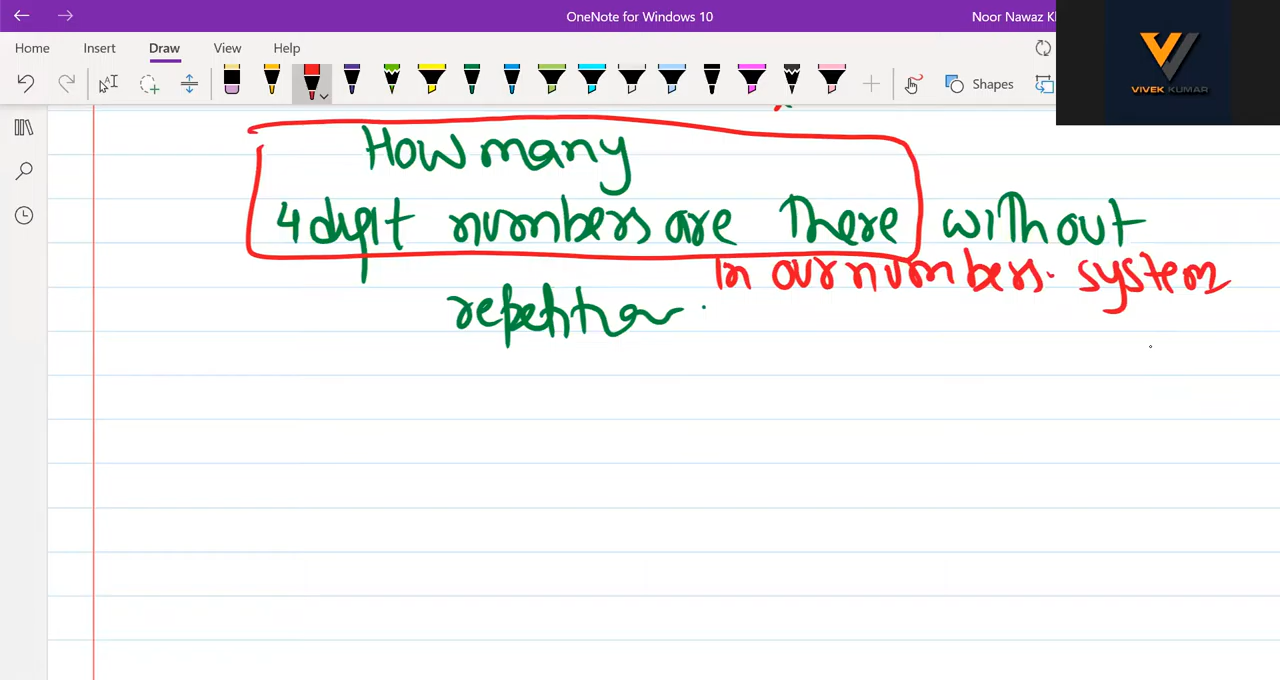 OneNote for Windows 10
Noor Nawaz Kh
Home Insert Draw View Help
Shapes
VIVEK KUMAR
How many
4 digit numbers are there without
in our numbers. system
repetition.